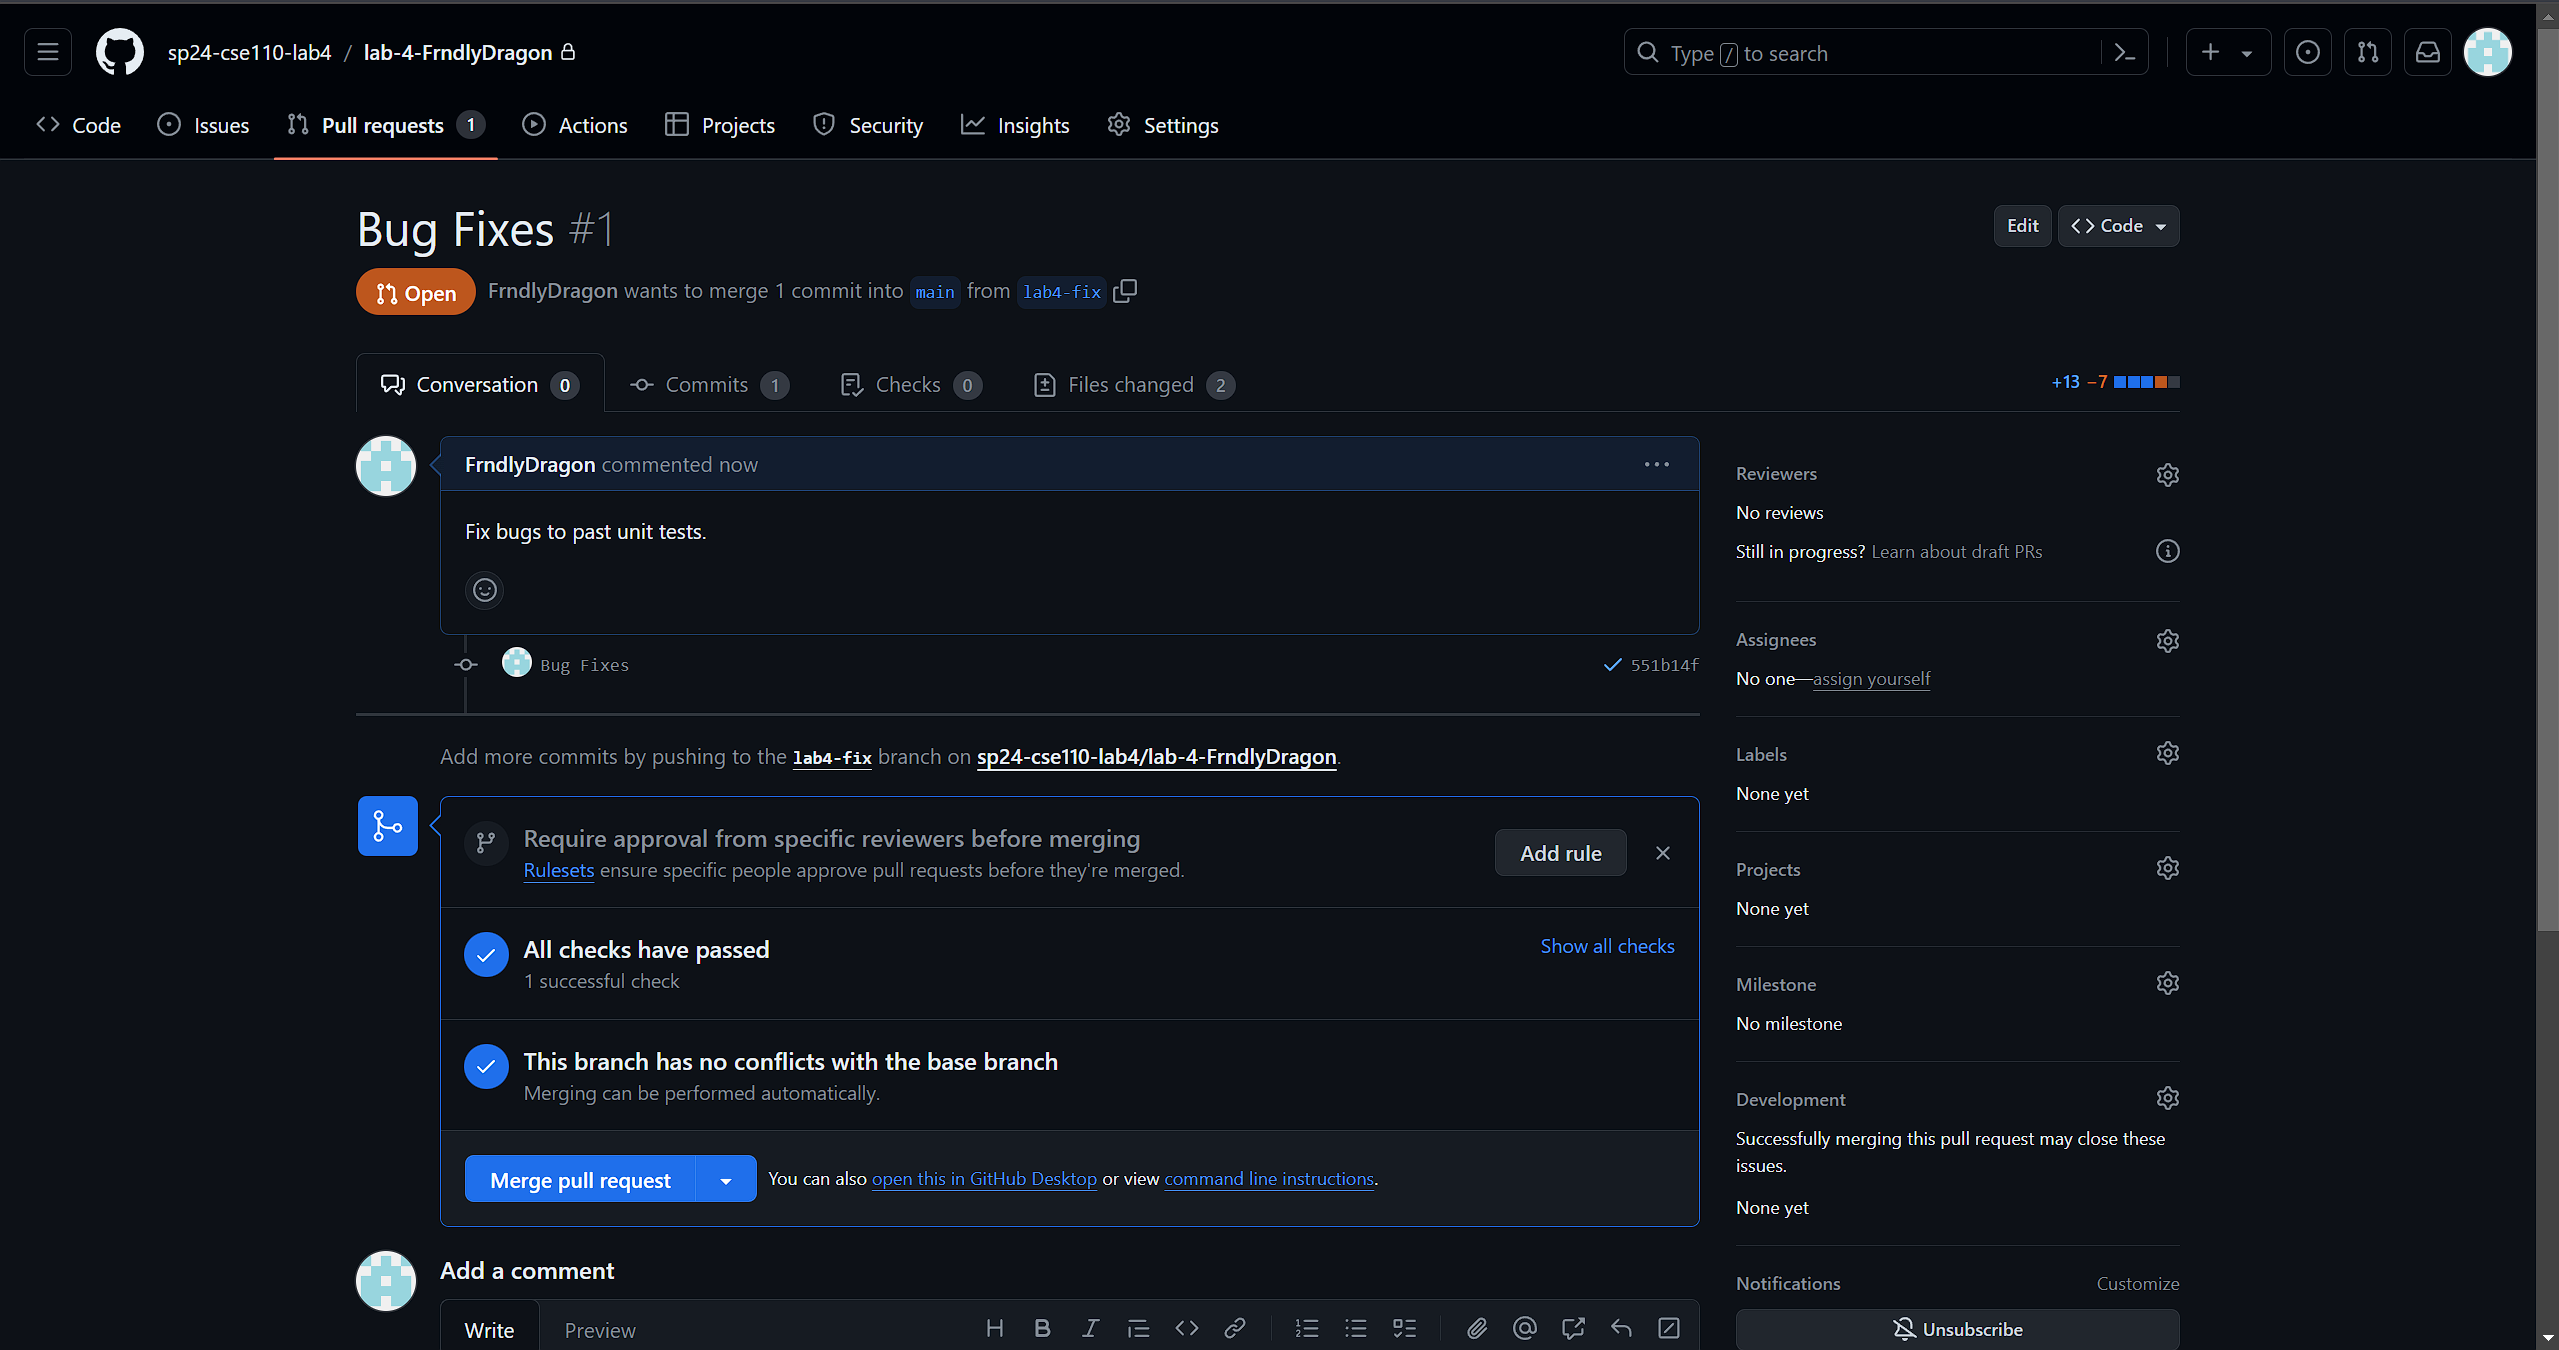 sp24-cse110-lab4 / lab-4-FrndlyDragon
Type / to search
Code Issues Pull requests 1 Actions Projects Security Insights Settings
Bug Fixes #1
Edit Code
Open FrndlyDragon wants to merge 1 commit into main from lab4-fix
Conversation 0 Commits 1 Checks 0 Files changed 2
+13 −7
FrndlyDragon commented now
Fix bugs to past unit tests.
Bug Fixes 551b14f
Add more commits by pushing to the lab4-fix branch on sp24-cse110-lab4/lab-4-FrndlyDragon.
Require approval from specific reviewers before merging
Rulesets ensure specific people approve pull requests before they're merged.
Add rule
All checks have passed
1 successful check
Show all checks
This branch has no conflicts with the base branch
Merging can be performed automatically.
Merge pull request You can also open this in GitHub Desktop or view command line instructions.
Add a comment
Write Preview
Reviewers
No reviews
Still in progress? Learn about draft PRs
Assignees
No one—assign yourself
Labels
None yet
Projects
None yet
Milestone
No milestone
Development
Successfully merging this pull request may close these
issues.
None yet
Notifications Customize
Unsubscribe